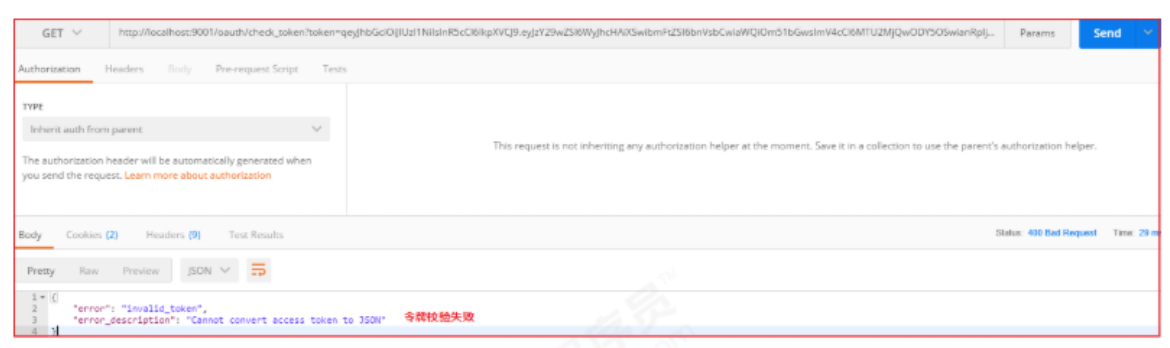 GET http://localhost:9001/oauth/check_token?token= Params Send
Authorization Headers Body Pre-request Script Tests
TYPE
Inherit auth from parent
This request is not inheriting any authorization helper at the moment. Save it in a collection to use the parent's authorization helper.
The authorization header will be automatically generated when
you send the request. Learn more about authorization
Body Cookies (2) Headers (9) Test Results Status: 400 Bad Request Time: 29
Pretty Raw Preview JSON
1 {
2 "error": "invalid_token",
3 "error_description": "Cannot convert access token to JSON" 令牌校验失败
4 }